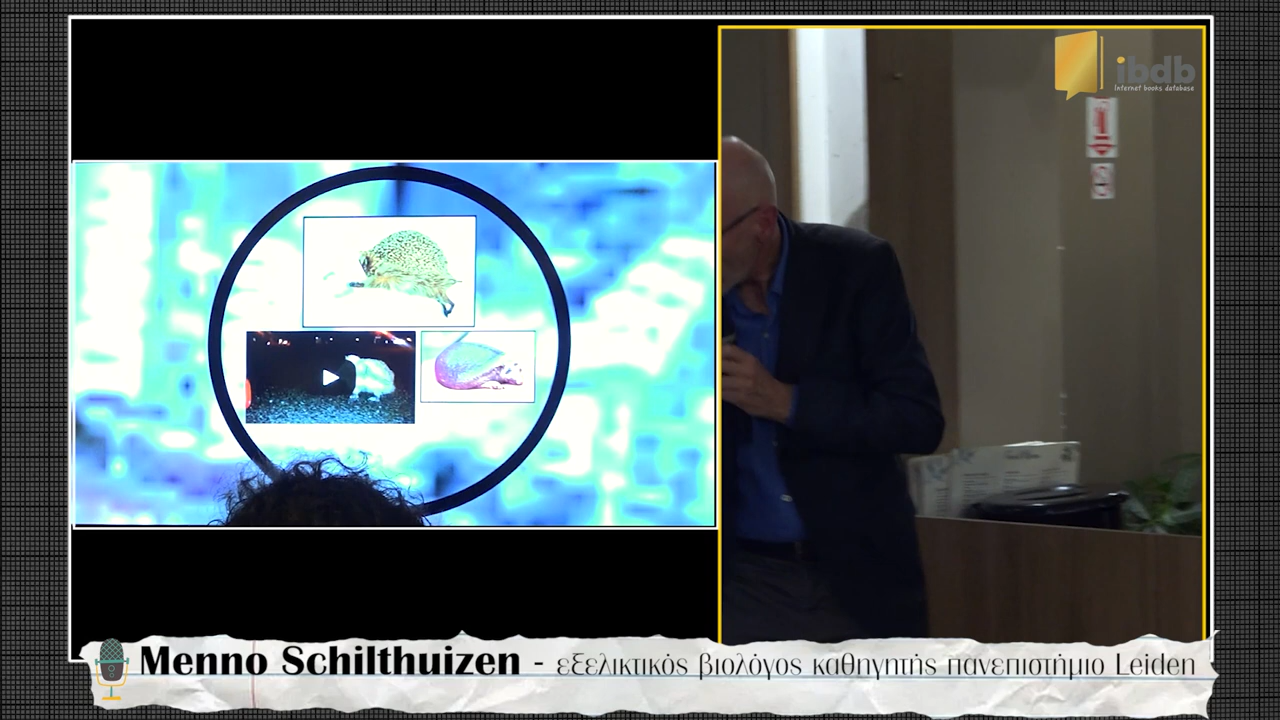 ibdb
Internet books database
Menno Schilthuizen - εξελικτικός βιολόγος καθηγητής πανεπιστήμιο Leiden